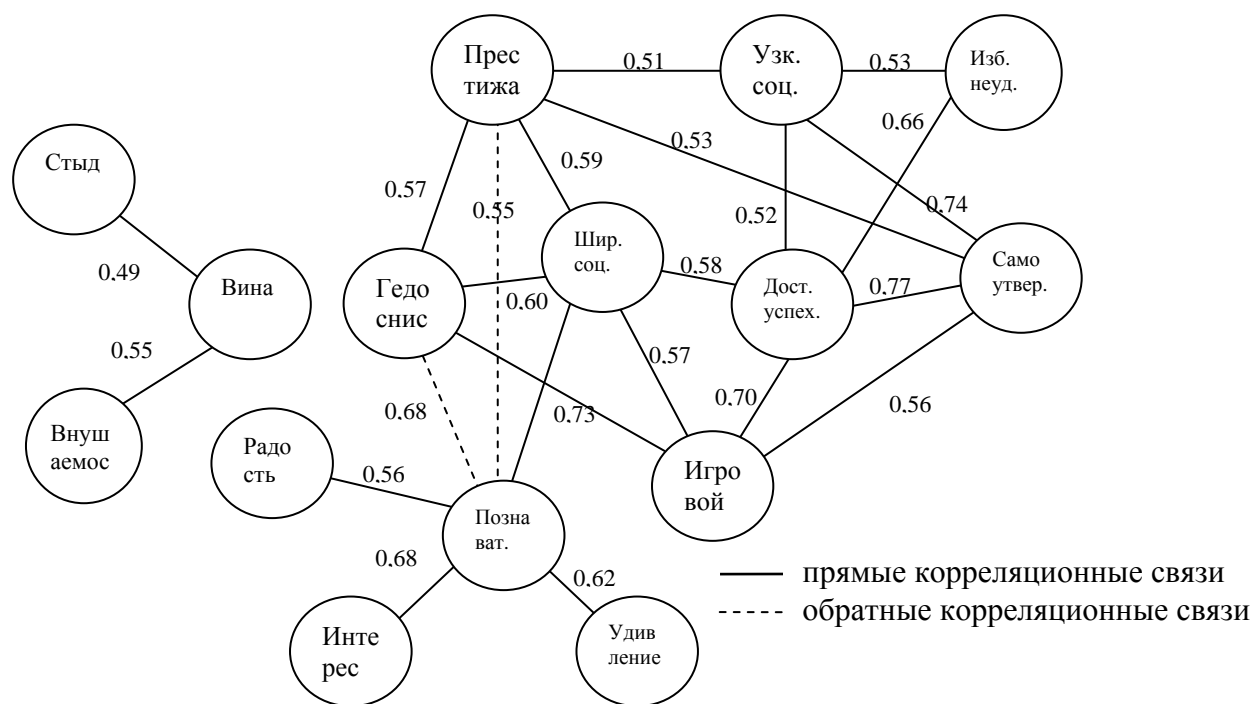 Прес
тижа
0,51
Узк.
соц.
0,53
Изб.
неуд.
0,66
0,53
Стыд
0,59
0,57
0,55
0,52
0,74
Шир.
соц.
0,49
0,58
Вина
Гедо
снис
0,60
Дост.
успех.
0,77
Само
утвер.
0,55
0,57
0,68
0,73
0,70
0,56
Внуш
аемос
Радо
сть
0,56
Игро
вой
Позна
ват.
0,68
0,62
прямые корреляционные связи
обратные корреляционные связи
Инте
рес
Удив
ление